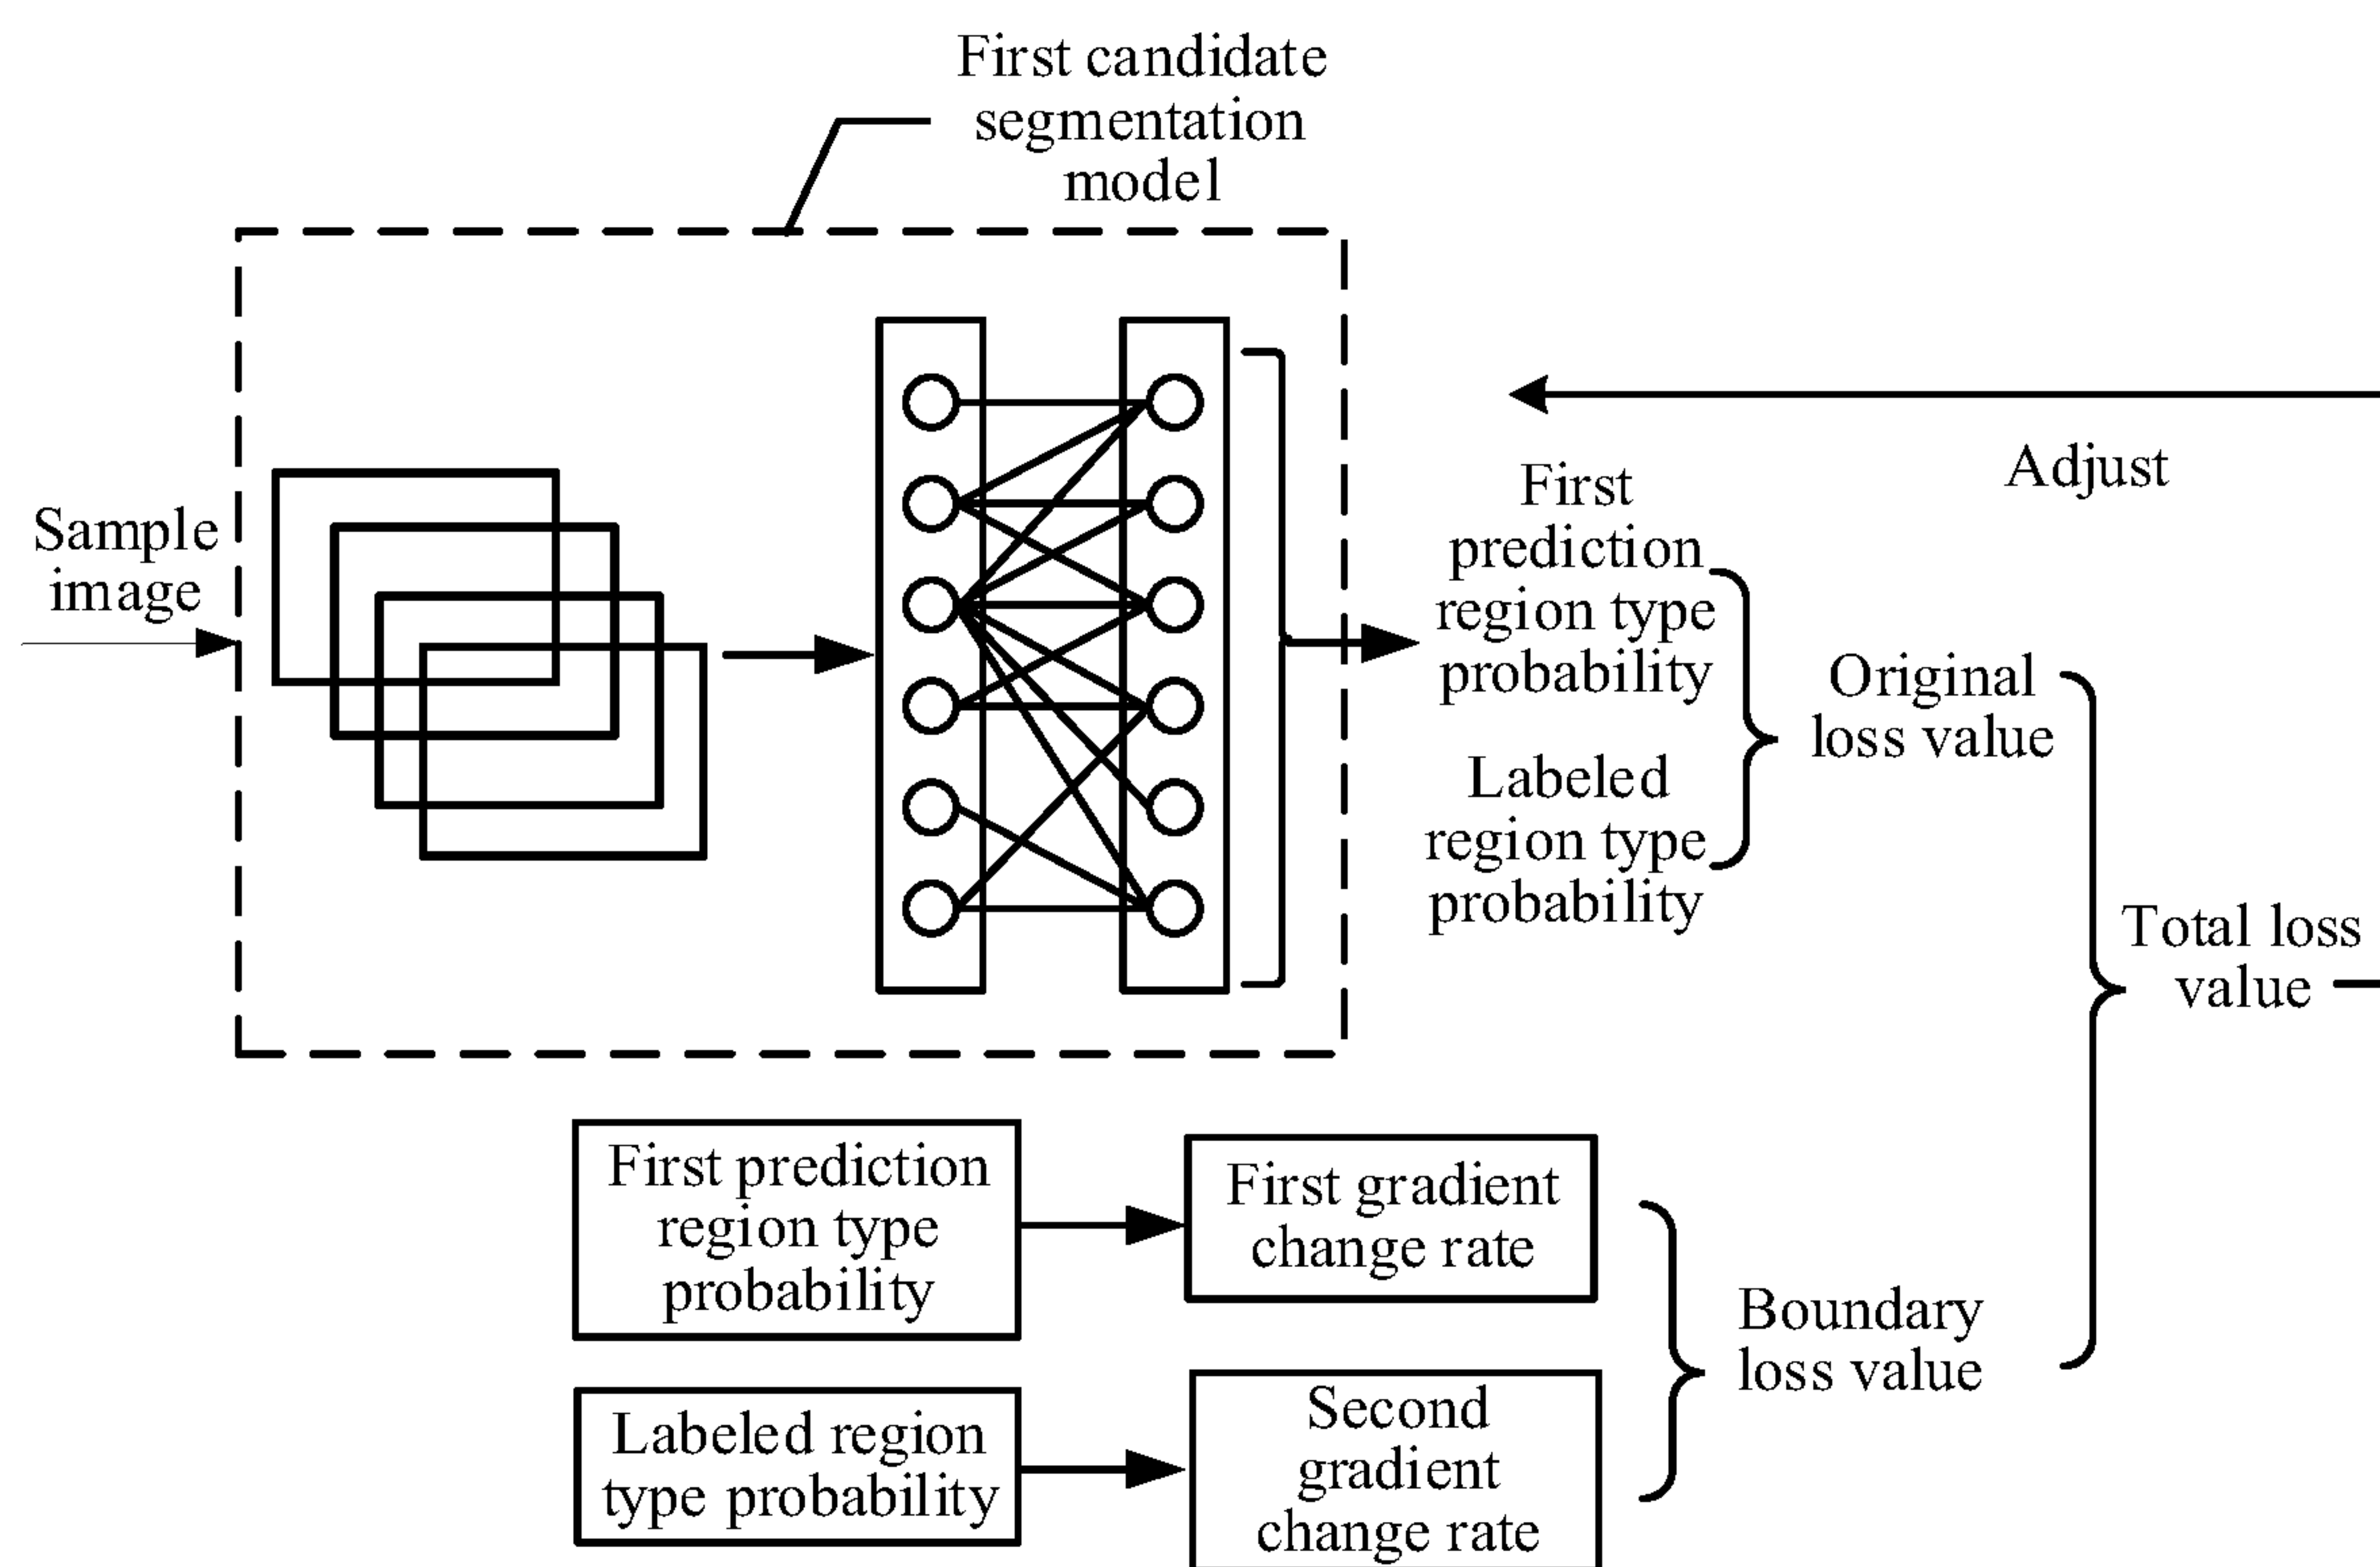 First candidate
segmentation
model
Sample
image
Adjust
First
prediction
region type
probability
Labeled
region type
probability
Original
loss value
Total loss
value
First prediction
region type
probability
First gradient
change rate
Labeled region
type probability
Second
gradient
change rate
Boundary
loss value